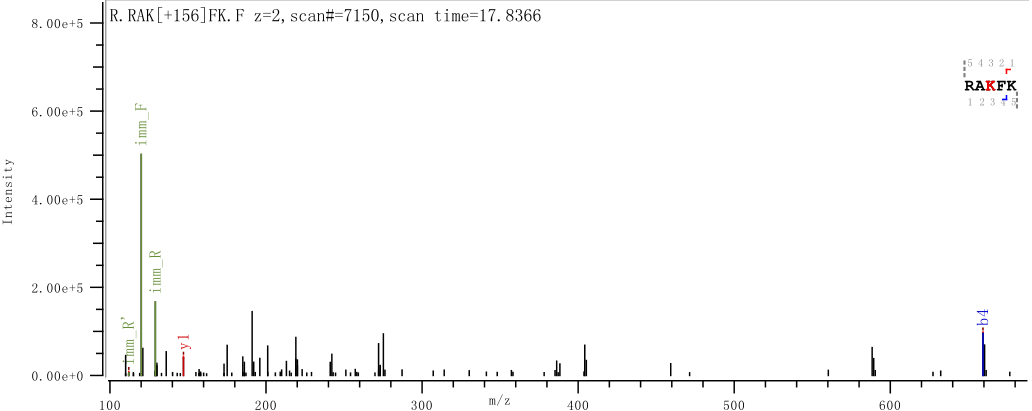 R.RAK[+156]FK.F z=2,scan#=7150,scan time=17.8366
8.00e+5
6.00e+5
4.00e+5
2.00e+5
0.00e+5
Intensity
imm_R'
imm_F
imm_R
y1
b4
5 4 3 2 1
RAKFK
1 2 3 4 5
100
200
300
400
500
600
m/z